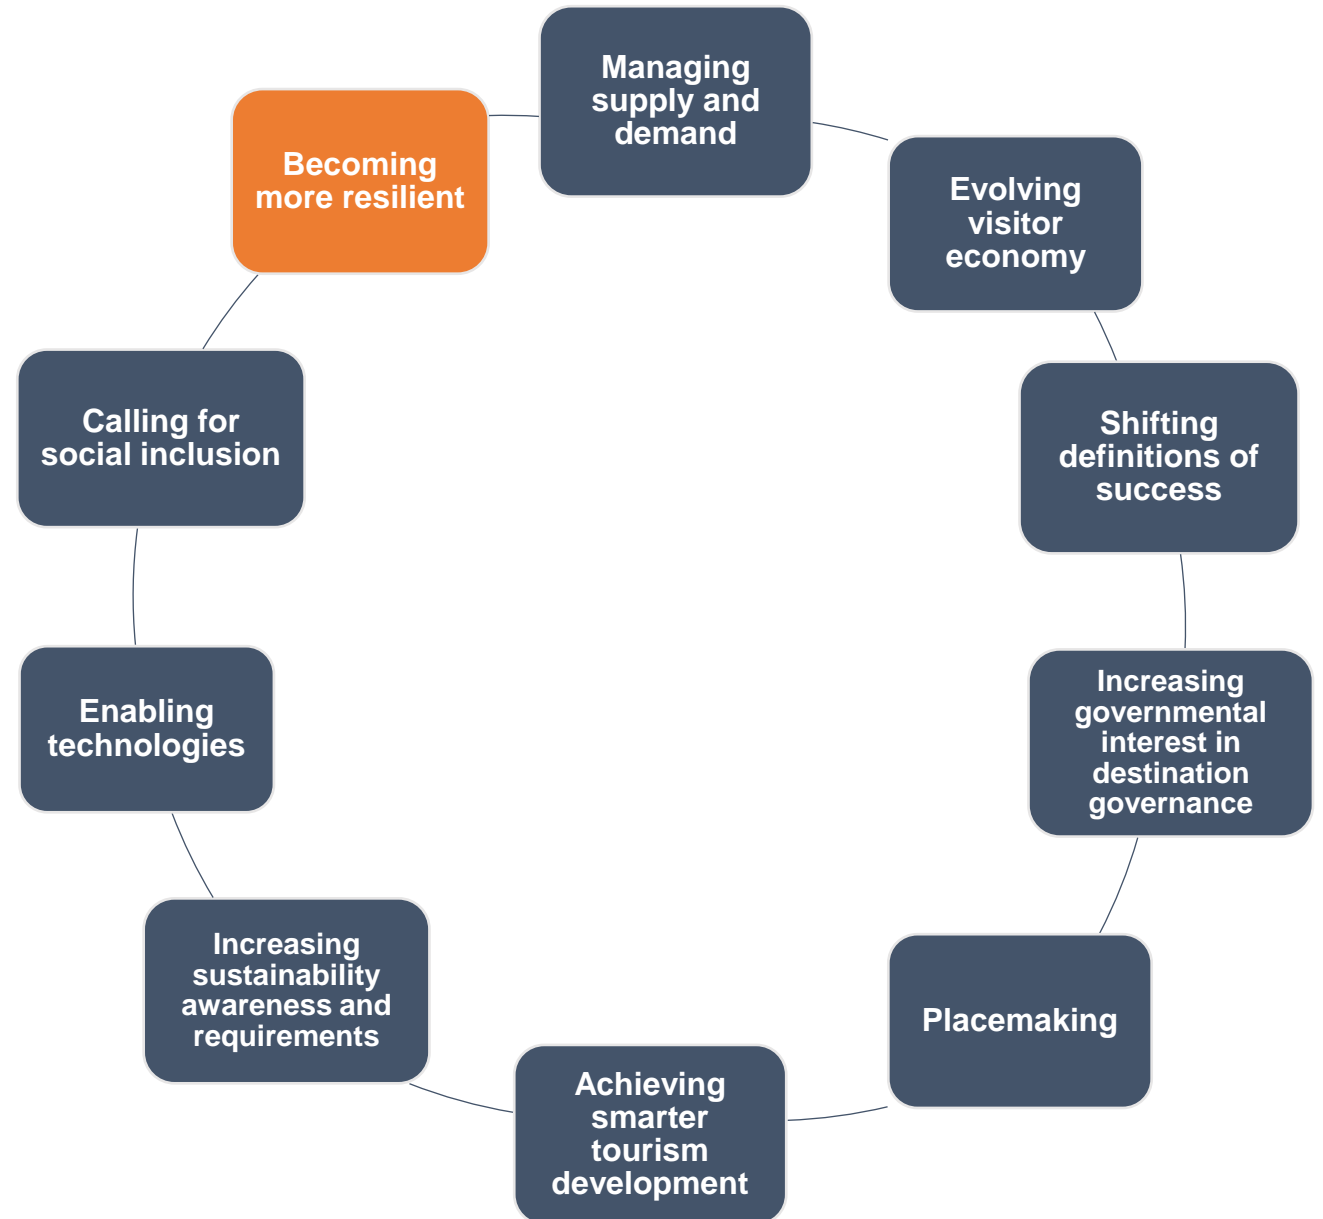 Managing
supply and
demand
Evolving
visitor
economy
Shifting
definitions of
success
Increasing
governmental
interest in
destination
governance
Placemaking
Achieving
smarter
tourism
development
Increasing
sustainability
awareness and
requirements
Enabling
technologies
Calling for
social inclusion
Becoming
more resilient